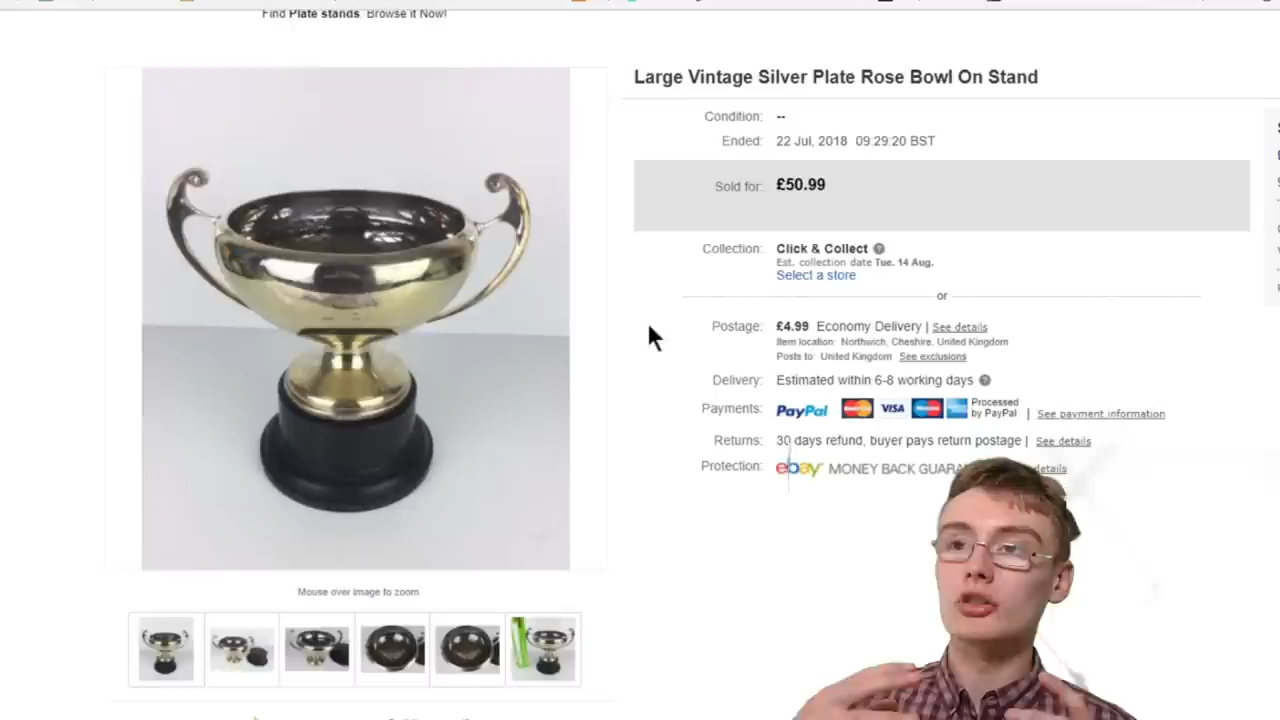 Find Plate stands. Browse it Now!
Large Vintage Silver Plate Rose Bowl On Stand
Condition: --
Ended: 22 Jul, 2018 09:29:20 BST
Sold for: £50.99
Collection: Click & Collect
Est. collection date Tue. 14 Aug.
Select a store
or
Postage: £4.99 Economy Delivery | See details
Item location: Northwich, Cheshire, United Kingdom
Posts to: United Kingdom See exclusions
Delivery: Estimated within 6-8 working days
Payments: PayPal MasterCard VISA Maestro Processed by PayPal | See payment information
Returns: 30 days refund, buyer pays return postage | See details
Protection: ebay MONEY BACK GUARA details
Mouse over image to zoom